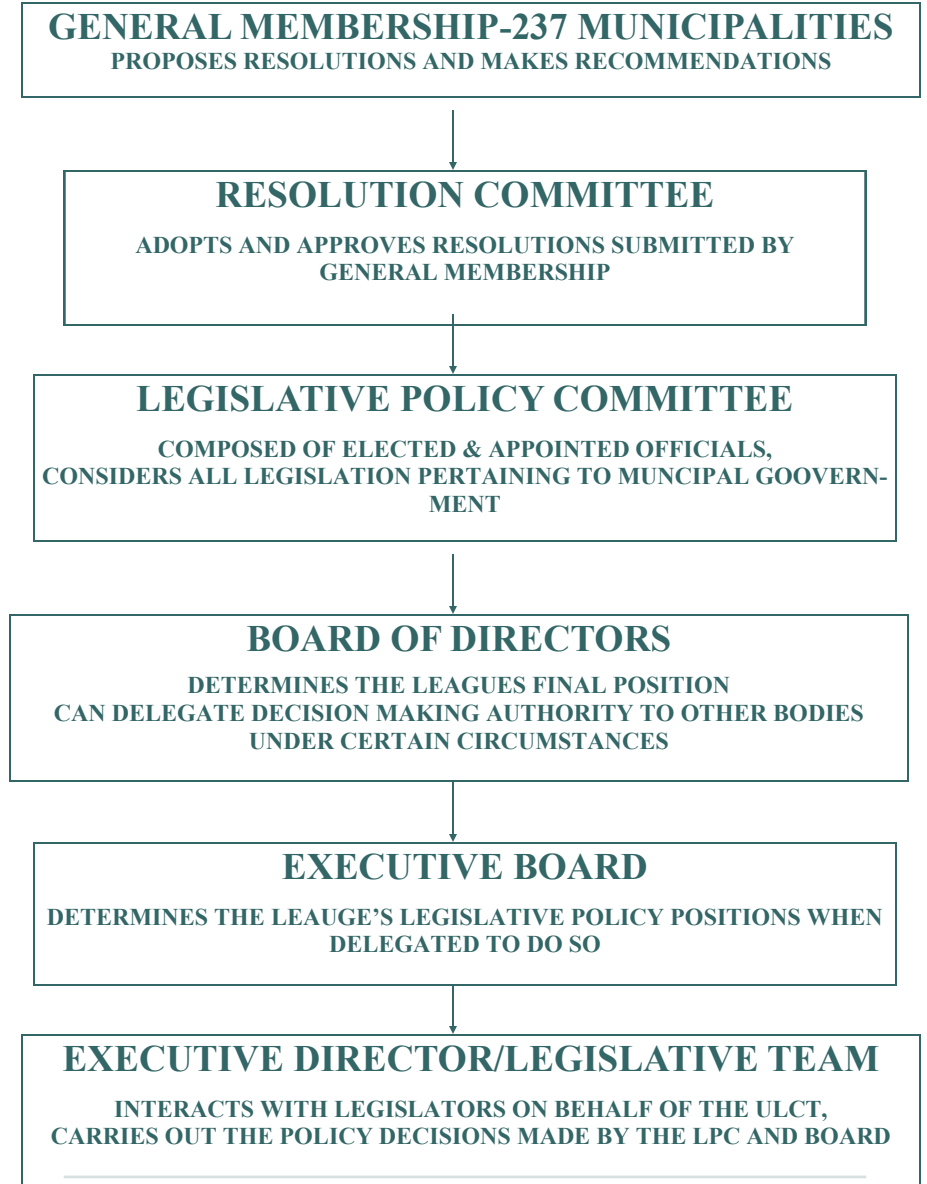 GENERAL MEMBERSHIP-237 MUNICIPALITIES
PROPOSES RESOLUTIONS AND MAKES RECOMMENDATIONS
RESOLUTION COMMITTEE
ADOPTS AND APPROVES RESOLUTIONS SUBMITTED BY
GENERAL MEMBERSHIP
LEGISLATIVE POLICY COMMITTEE
COMPOSED OF ELECTED & APPOINTED OFFICIALS,
CONSIDERS ALL LEGISLATION PERTAINING TO MUNCIPAL GOOVERN-
MENT
BOARD OF DIRECTORS
DETERMINES THE LEAGUES FINAL POSITION
CAN DELEGATE DECISION MAKING AUTHORITY TO OTHER BODIES
UNDER CERTAIN CIRCUMSTANCES
EXECUTIVE BOARD
DETERMINES THE LEAUGE’S LEGISLATIVE POLICY POSITIONS WHEN
DELEGATED TO DO SO
EXECUTIVE DIRECTOR/LEGISLATIVE TEAM
INTERACTS WITH LEGISLATORS ON BEHALF OF THE ULCT,
CARRIES OUT THE POLICY DECISIONS MADE BY THE LPC AND BOARD